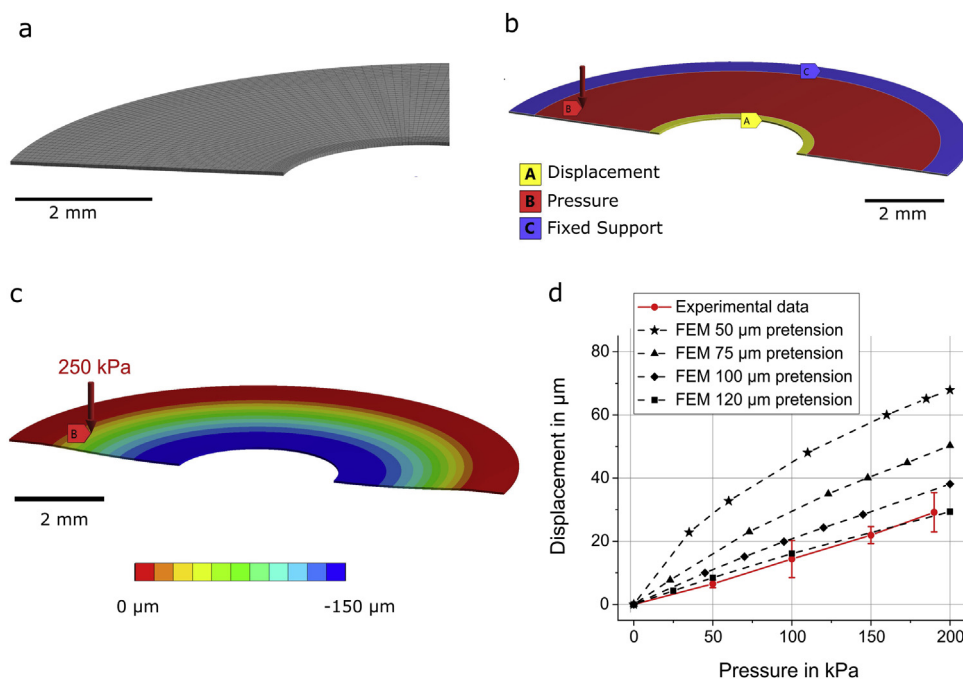 a
2 mm
b
B
C
A
A Displacement
B Pressure
C Fixed Support
2 mm
c
250 kPa
B
2 mm
0 µm
-150 µm
d
Experimental data
FEM 50 µm pretension
FEM 75 µm pretension
FEM 100 µm pretension
FEM 120 µm pretension
Displacement in µm
80
60
40
20
0
0
50
100
150
200
Pressure in kPa